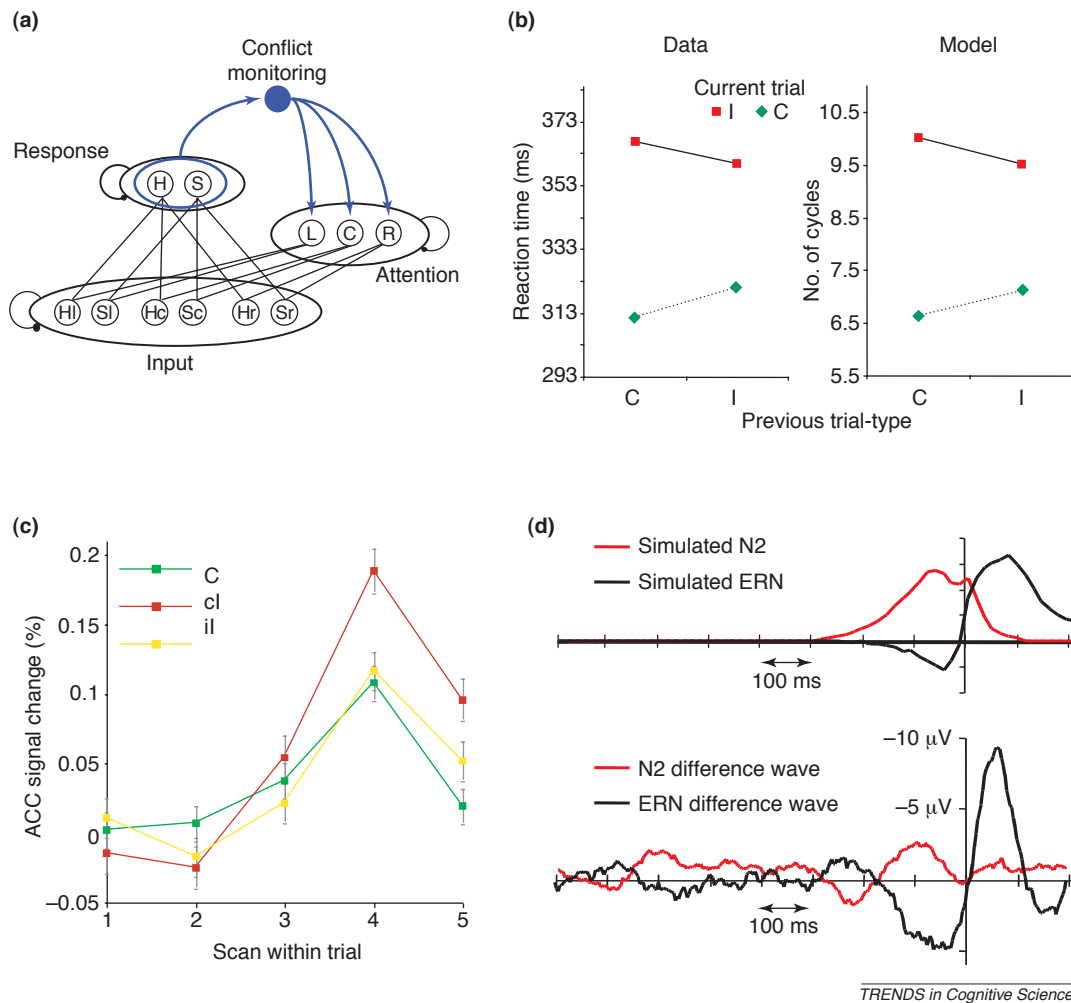 (a)
Conflict
monitoring
Response
H S
L C R
Attention
Hl Sl Hc Sc Hr Sr
Input
(b)
Data Model
Current trial
I C
Reaction time (ms)
373
353
333
313
293
C I
No. of cycles
10.5
9.5
8.5
7.5
6.5
5.5
C I
Previous trial-type
(c)
ACC signal change (%)
0.2
0.15
0.1
0.05
0
–0.05
C
cI
iI
1 2 3 4 5
Scan within trial
(d)
Simulated N2
Simulated ERN
100 ms
–10 μV
N2 difference wave
ERN difference wave
–5 μV
100 ms
TRENDS in Cognitive Science